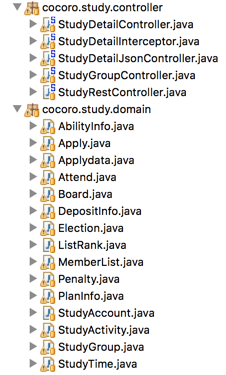 cocoro.study.controller
StudyDetailController.java
StudyDetailInterceptor.java
StudyDetailJsonController.java
StudyGroupController.java
StudyRestController.java
cocoro.study.domain
AbilityInfo.java
Apply.java
Applydata.java
Attend.java
Board.java
DepositInfo.java
Election.java
ListRank.java
MemberList.java
Penalty.java
PlanInfo.java
StudyAccount.java
StudyActivity.java
StudyGroup.java
StudyTime.java